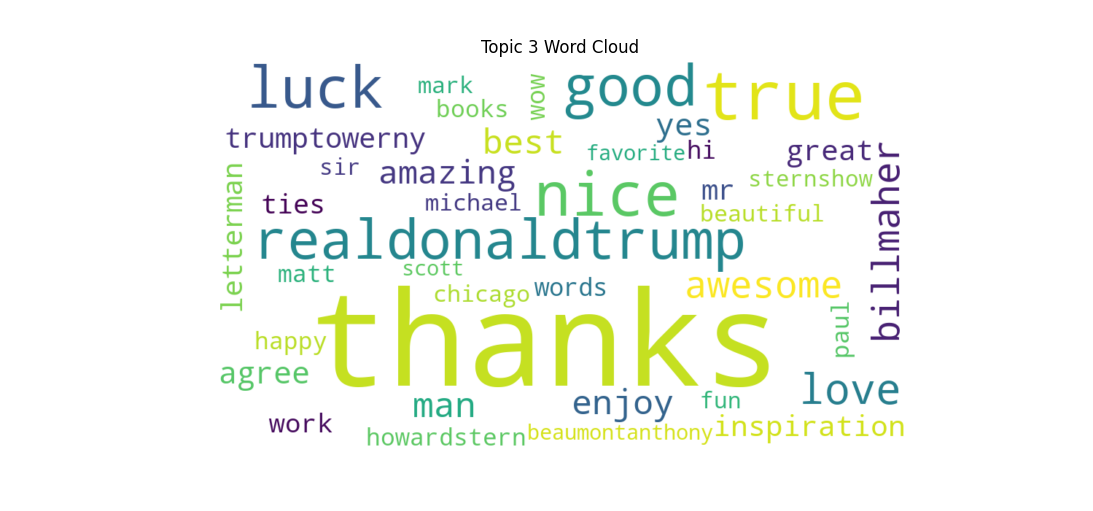 Topic 3 Word Cloud
luck
mark
wow
good
true
books
trumptowerny
best
yes
sir
amazing
favorite
hi
great
letterman
ties
michael
nice
mr
sternshow
beautiful
billmaher
realdonaldtrump
matt
scott
chicago
words
awesome
thanks
paul
happy
agree
man
enjoy
fun
love
work
howardstern
beaumontanthony
inspiration